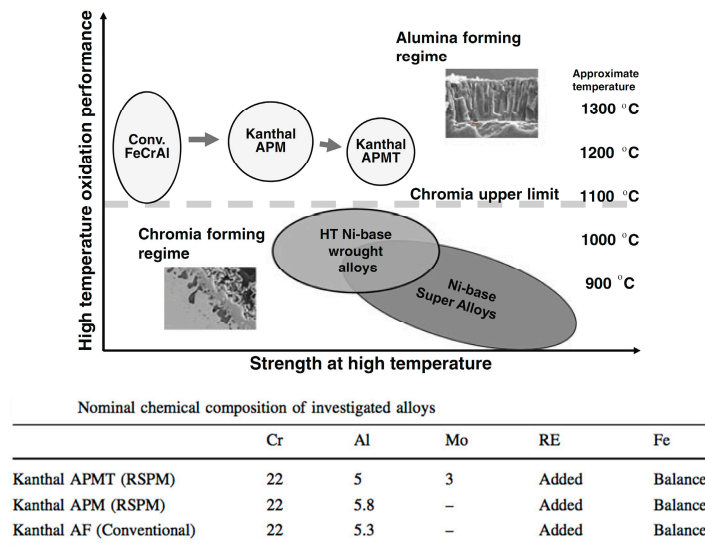 High temperature oxidation performance
Alumina forming
regime
Approximate
temperature
1300 °C
Conv.
FeCrAl
Kanthal
APM
Kanthal
APMT
1200 °C
Chromia upper limit
1100 °C
Chromia forming
regime
HT Ni-base
wrought
alloys
1000 °C
Ni-base
Super Alloys
900 °C
Strength at high temperature
Nominal chemical composition of investigated alloys
Cr Al Mo RE Fe
Kanthal APMT (RSPM) 22 5 3 Added Balance
Kanthal APM (RSPM) 22 5.8 – Added Balance
Kanthal AF (Conventional) 22 5.3 – Added Balance